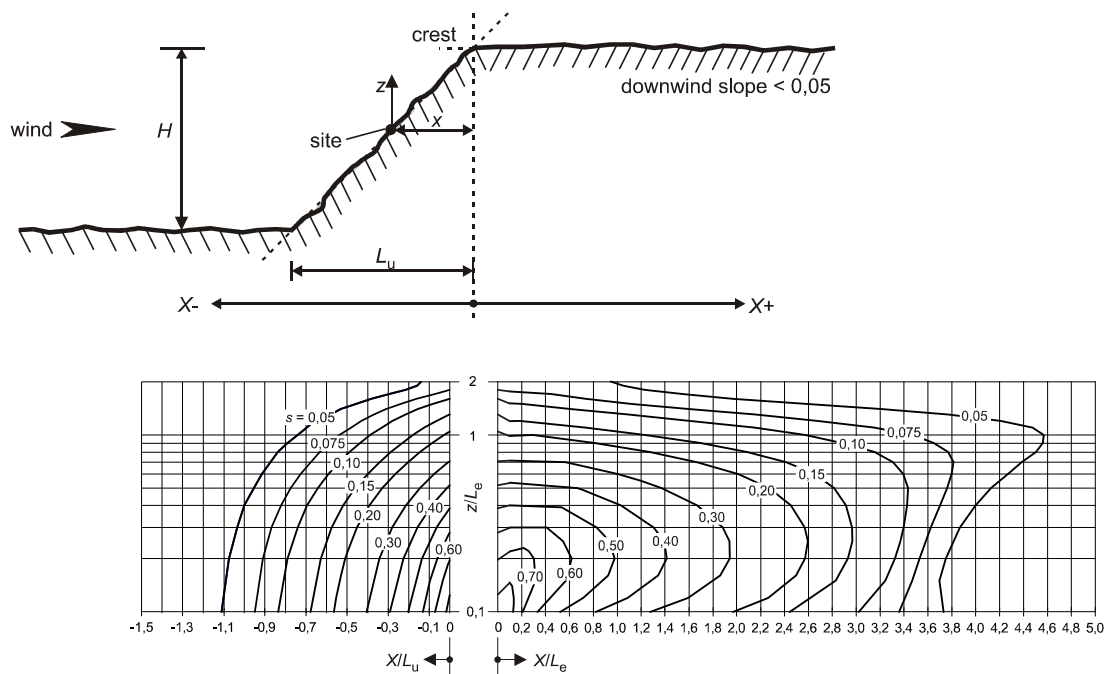 crest
z
downwind slope < 0,05
wind
H
x
site
Lu
X-
X+
2
s = 0,05
0,05
0,075
0,075
1
0,10
0,10
0,15
0,15
z/Le
0,20
0,20
0,40
0,30
0,30
0,50
0,40
0,60
0,70
0,60
0,1
-1,5 -1,3 -1,1 -0,9 -0,7 -0,5 -0,3 -0,1 0 0 0,2 0,4 0,6 0,8 1,0 1,2 1,4 1,6 1,8 2,0 2,2 2,4 2,6 2,8 3,0 3,2 3,4 3,6 3,8 4,0 4,2 4,4 4,6 4,8 5,0
X/Lu
X/Le